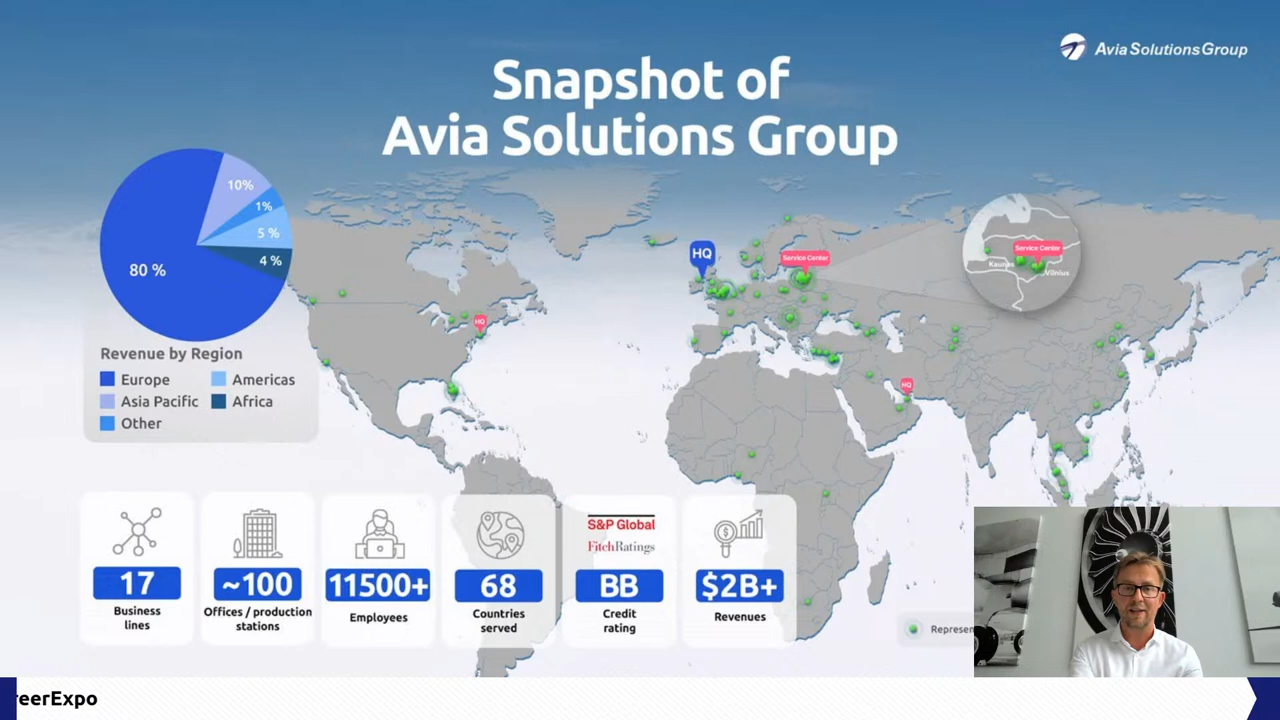 Avia Solutions Group
Snapshot of
Avia Solutions Group
10%
1%
5 %
4 %
80 %
Revenue by Region
Europe
Americas
Asia Pacific
Africa
Other
HQ
Service Center
HQ
HQ
Service Center
Kaunas
Vilnius
17
Business
lines
~100
Offices / production
stations
11500+
Employees
68
Countries
served
S&P Global
FitchRatings
BB
Credit
rating
$2B+
Revenues
Represen
reerExpo